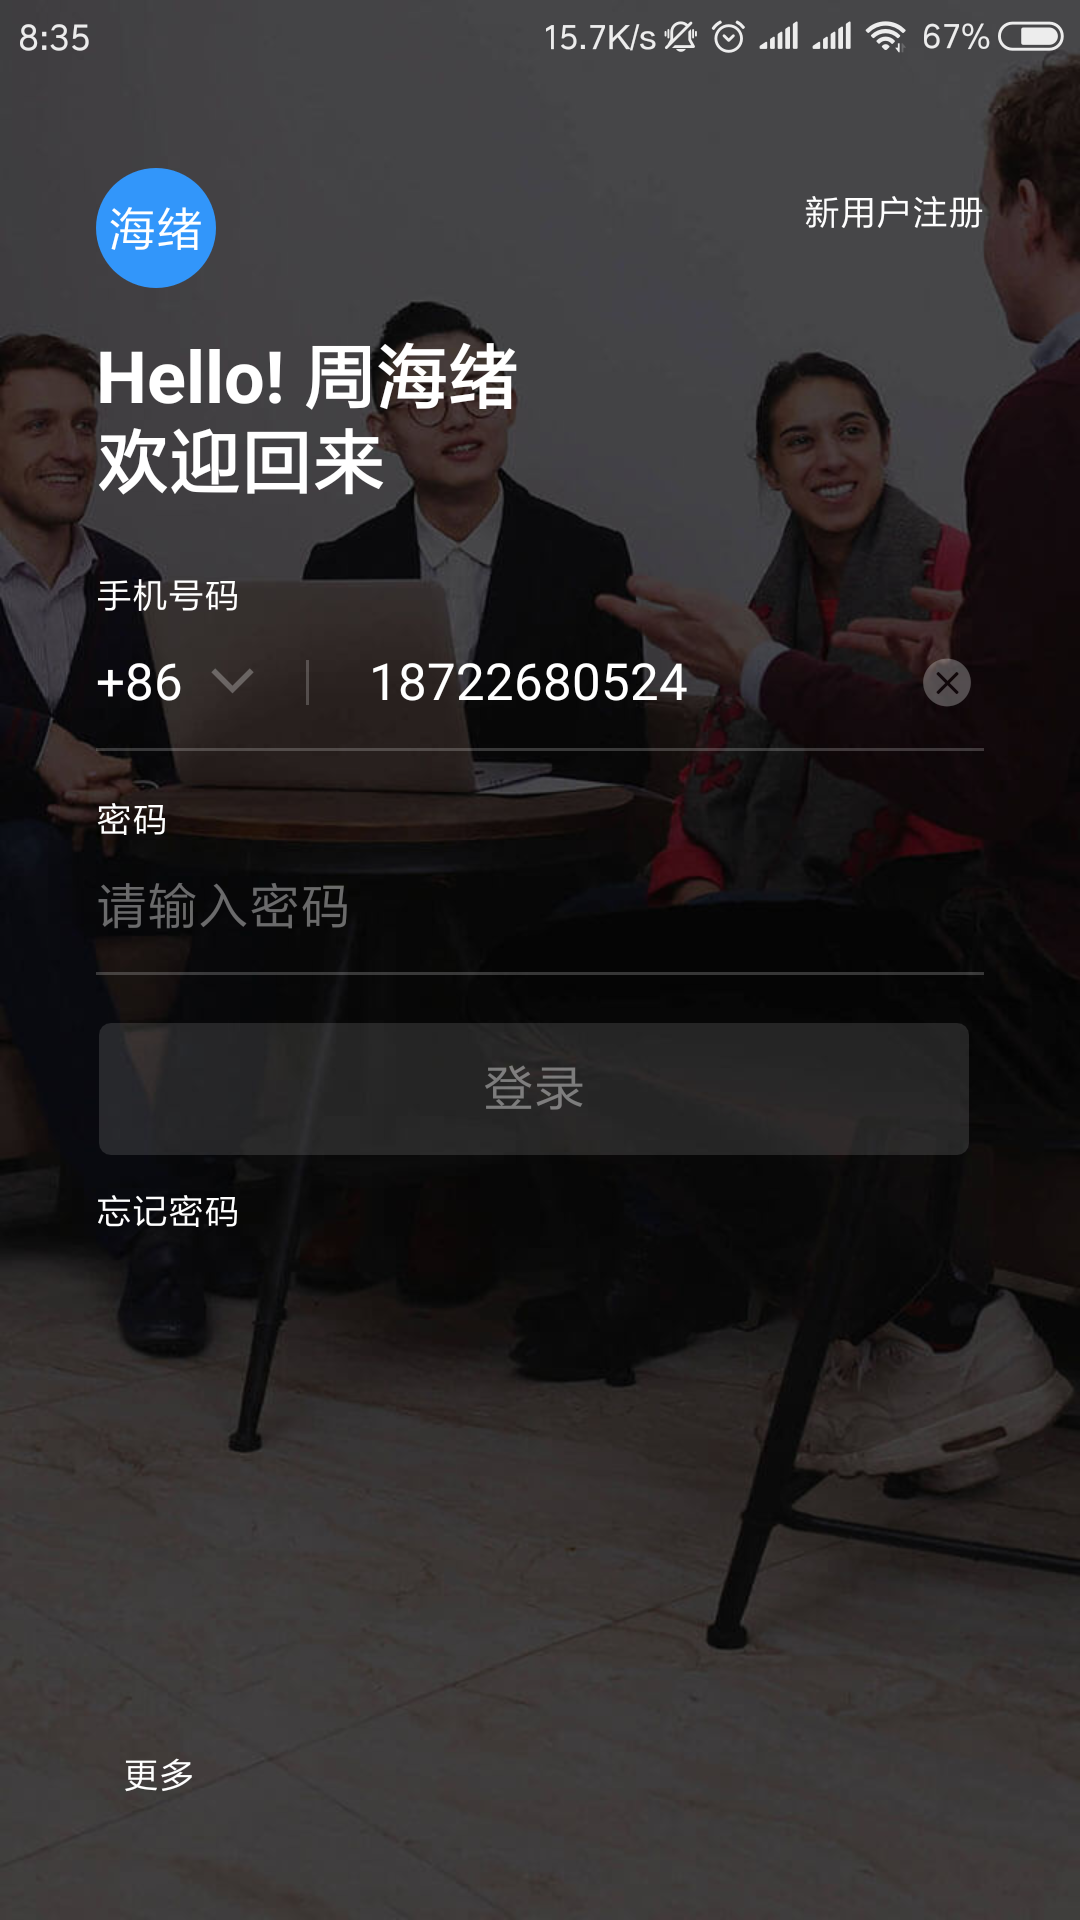 8:35 15.7K/s 67%
海绪
新用户注册
Hello! 周海绪
欢迎回来
手机号码
+86 18722680524
密码
请输入密码
登录
忘记密码
更多